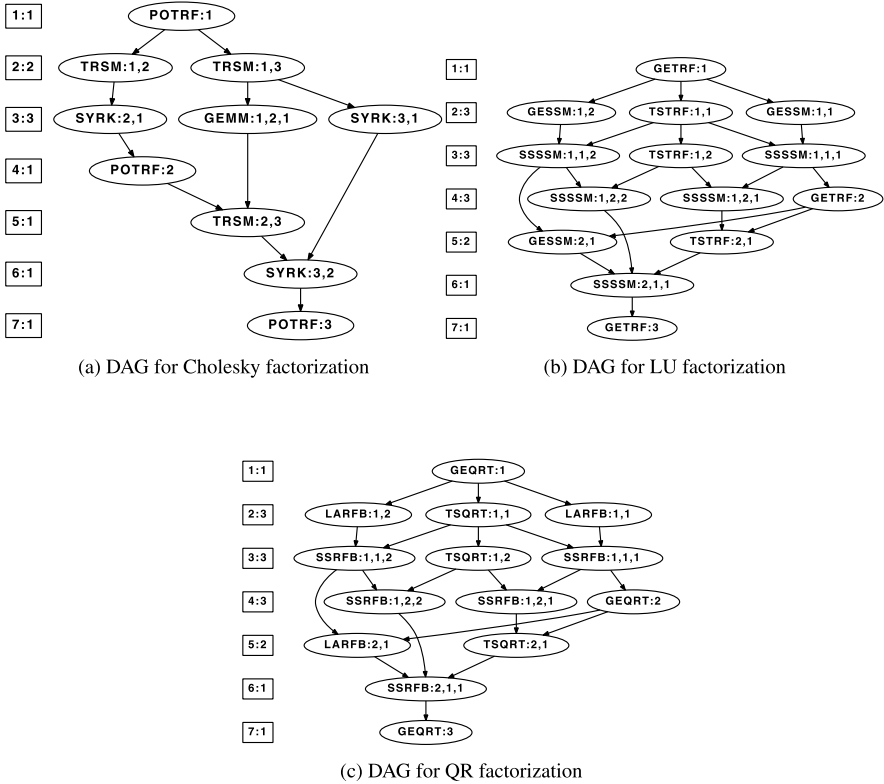 1:1 POTRF:1
2:2 TRSM:1,2 TRSM:1,3
3:3 SYRK:2,1 GEMM:1,2,1 SYRK:3,1
4:1 POTRF:2
5:1 TRSM:2,3
6:1 SYRK:3,2
7:1 POTRF:3
(a) DAG for Cholesky factorization
1:1 GETRF:1
2:3 GESSM:1,2 TSTRF:1,1 GESSM:1,1
3:3 SSSSM:1,1,2 TSTRF:1,2 SSSSM:1,1,1
4:3 SSSSM:1,2,2 SSSSM:1,2,1 GETRF:2
5:2 GESSM:2,1 TSTRF:2,1
6:1 SSSSM:2,1,1
7:1 GETRF:3
(b) DAG for LU factorization
1:1 GEQRT:1
2:3 LARFB:1,2 TSQRT:1,1 LARFB:1,1
3:3 SSRFB:1,1,2 TSQRT:1,2 SSRFB:1,1,1
4:3 SSRFB:1,2,2 SSRFB:1,2,1 GEQRT:2
5:2 LARFB:2,1 TSQRT:2,1
6:1 SSRFB:2,1,1
7:1 GEQRT:3
(c) DAG for QR factorization